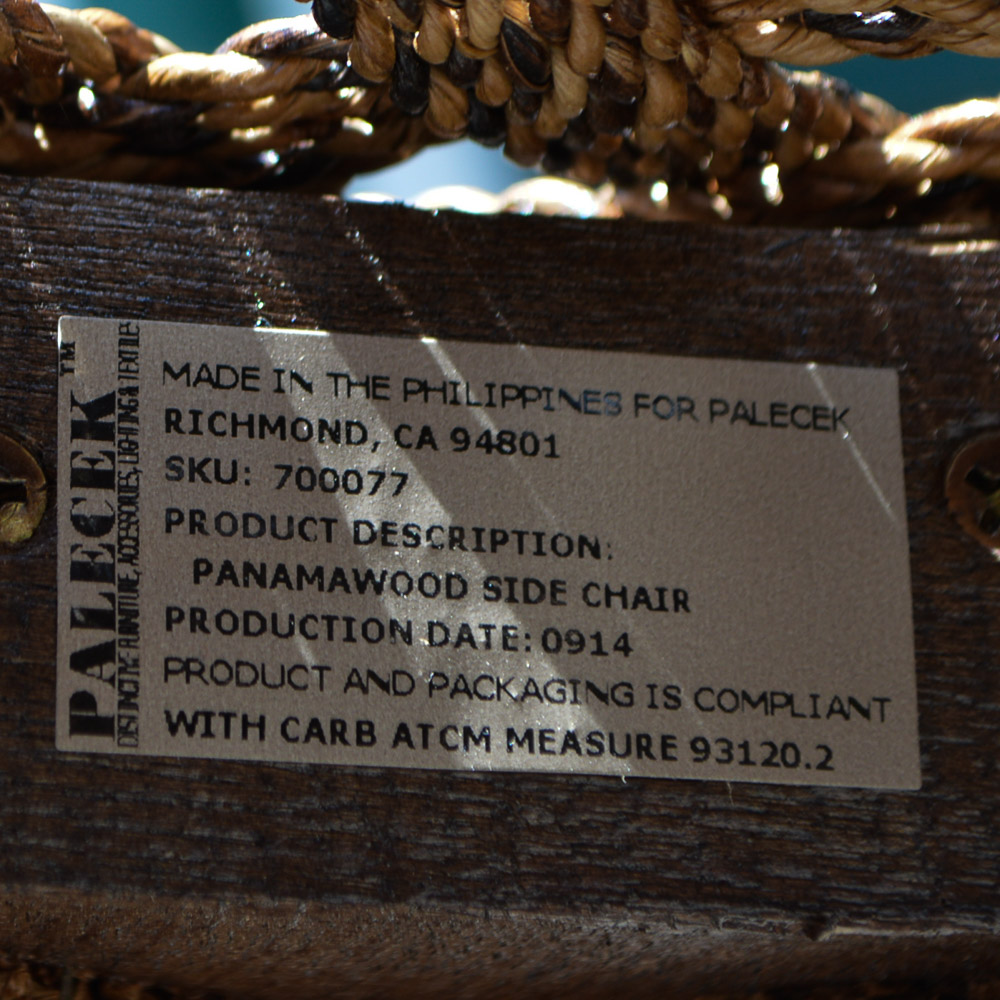 PALECEK™
DISTINCTIVE FURNITURE, ACCESSORIES, LIGHTING & TEXTILES
MADE IN THE PHILIPPINES FOR PALECEK
RICHMOND, CA 94801
SKU: 700077
PRODUCT DESCRIPTION:
PANAMAWOOD SIDE CHAIR
PRODUCTION DATE: 0914
PRODUCT AND PACKAGING IS COMPLIANT
WITH CARB ATCM MEASURE 93120.2